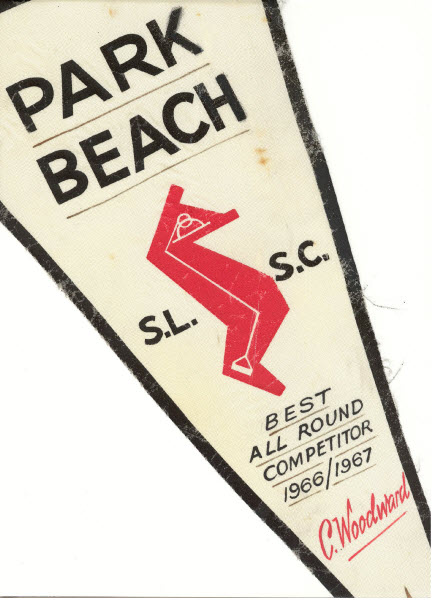 PARK
BEACH
S.L. S.C.
BEST
ALL ROUND
COMPETITOR
1966/1967
C. Woodward